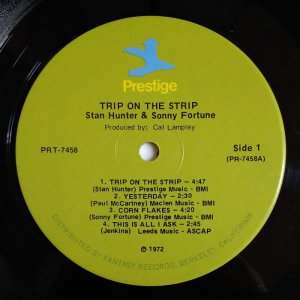 Prestige
TRIP ON THE STRIP
Stan Hunter & Sonny Fortune
Produced by: Cal Lampley
PRT-7458
Side 1
(PR-7458A)
1. TRIP ON THE STRIP – 4:47
(Stan Hunter) Prestige Music - BMI
2. YESTERDAY – 2:30
(Paul McCartney) Maclen Music – BMI
3. CORN FLAKES – 4:20
(Sonny Fortune) Prestige Music - BMI
4. THIS IS ALL I ASK – 2:45
(Jenkins) Leeds Music – ASCAP
℗ 1972
DISTRIBUTED BY FANTASY RECORDS, BERKELEY, CALIFORNIA